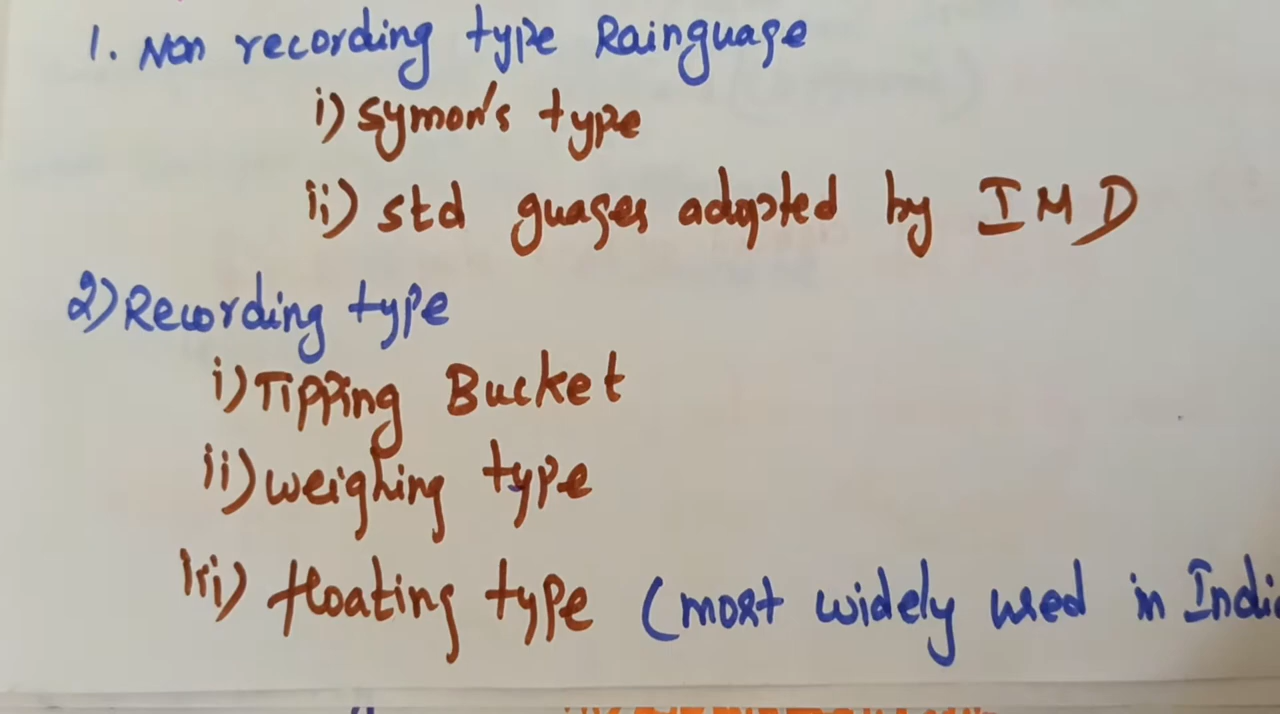 1. Non recording type Rainguage
i) Symon's type
ii) std guages adopted by IMD
2) Recording type
i) Tipping Bucket
ii) weighing type
iii) floating type (most widely used in Indi